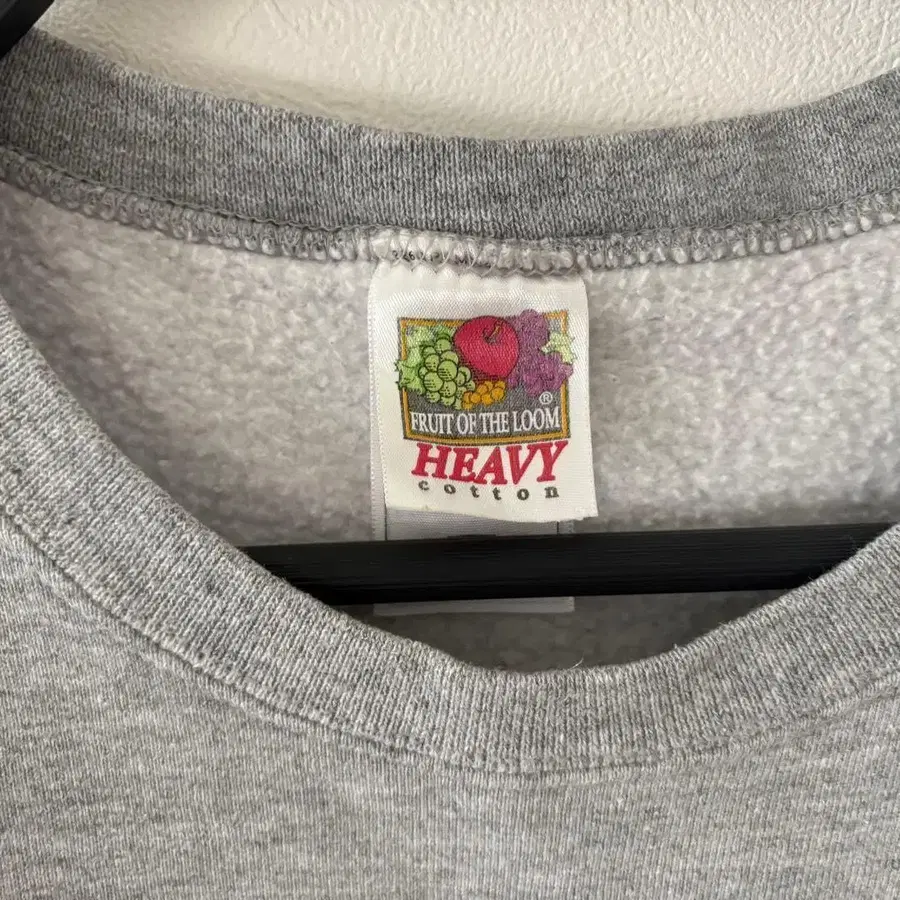 ®
FRUIT OF THE LOOM
HEAVY
cotton